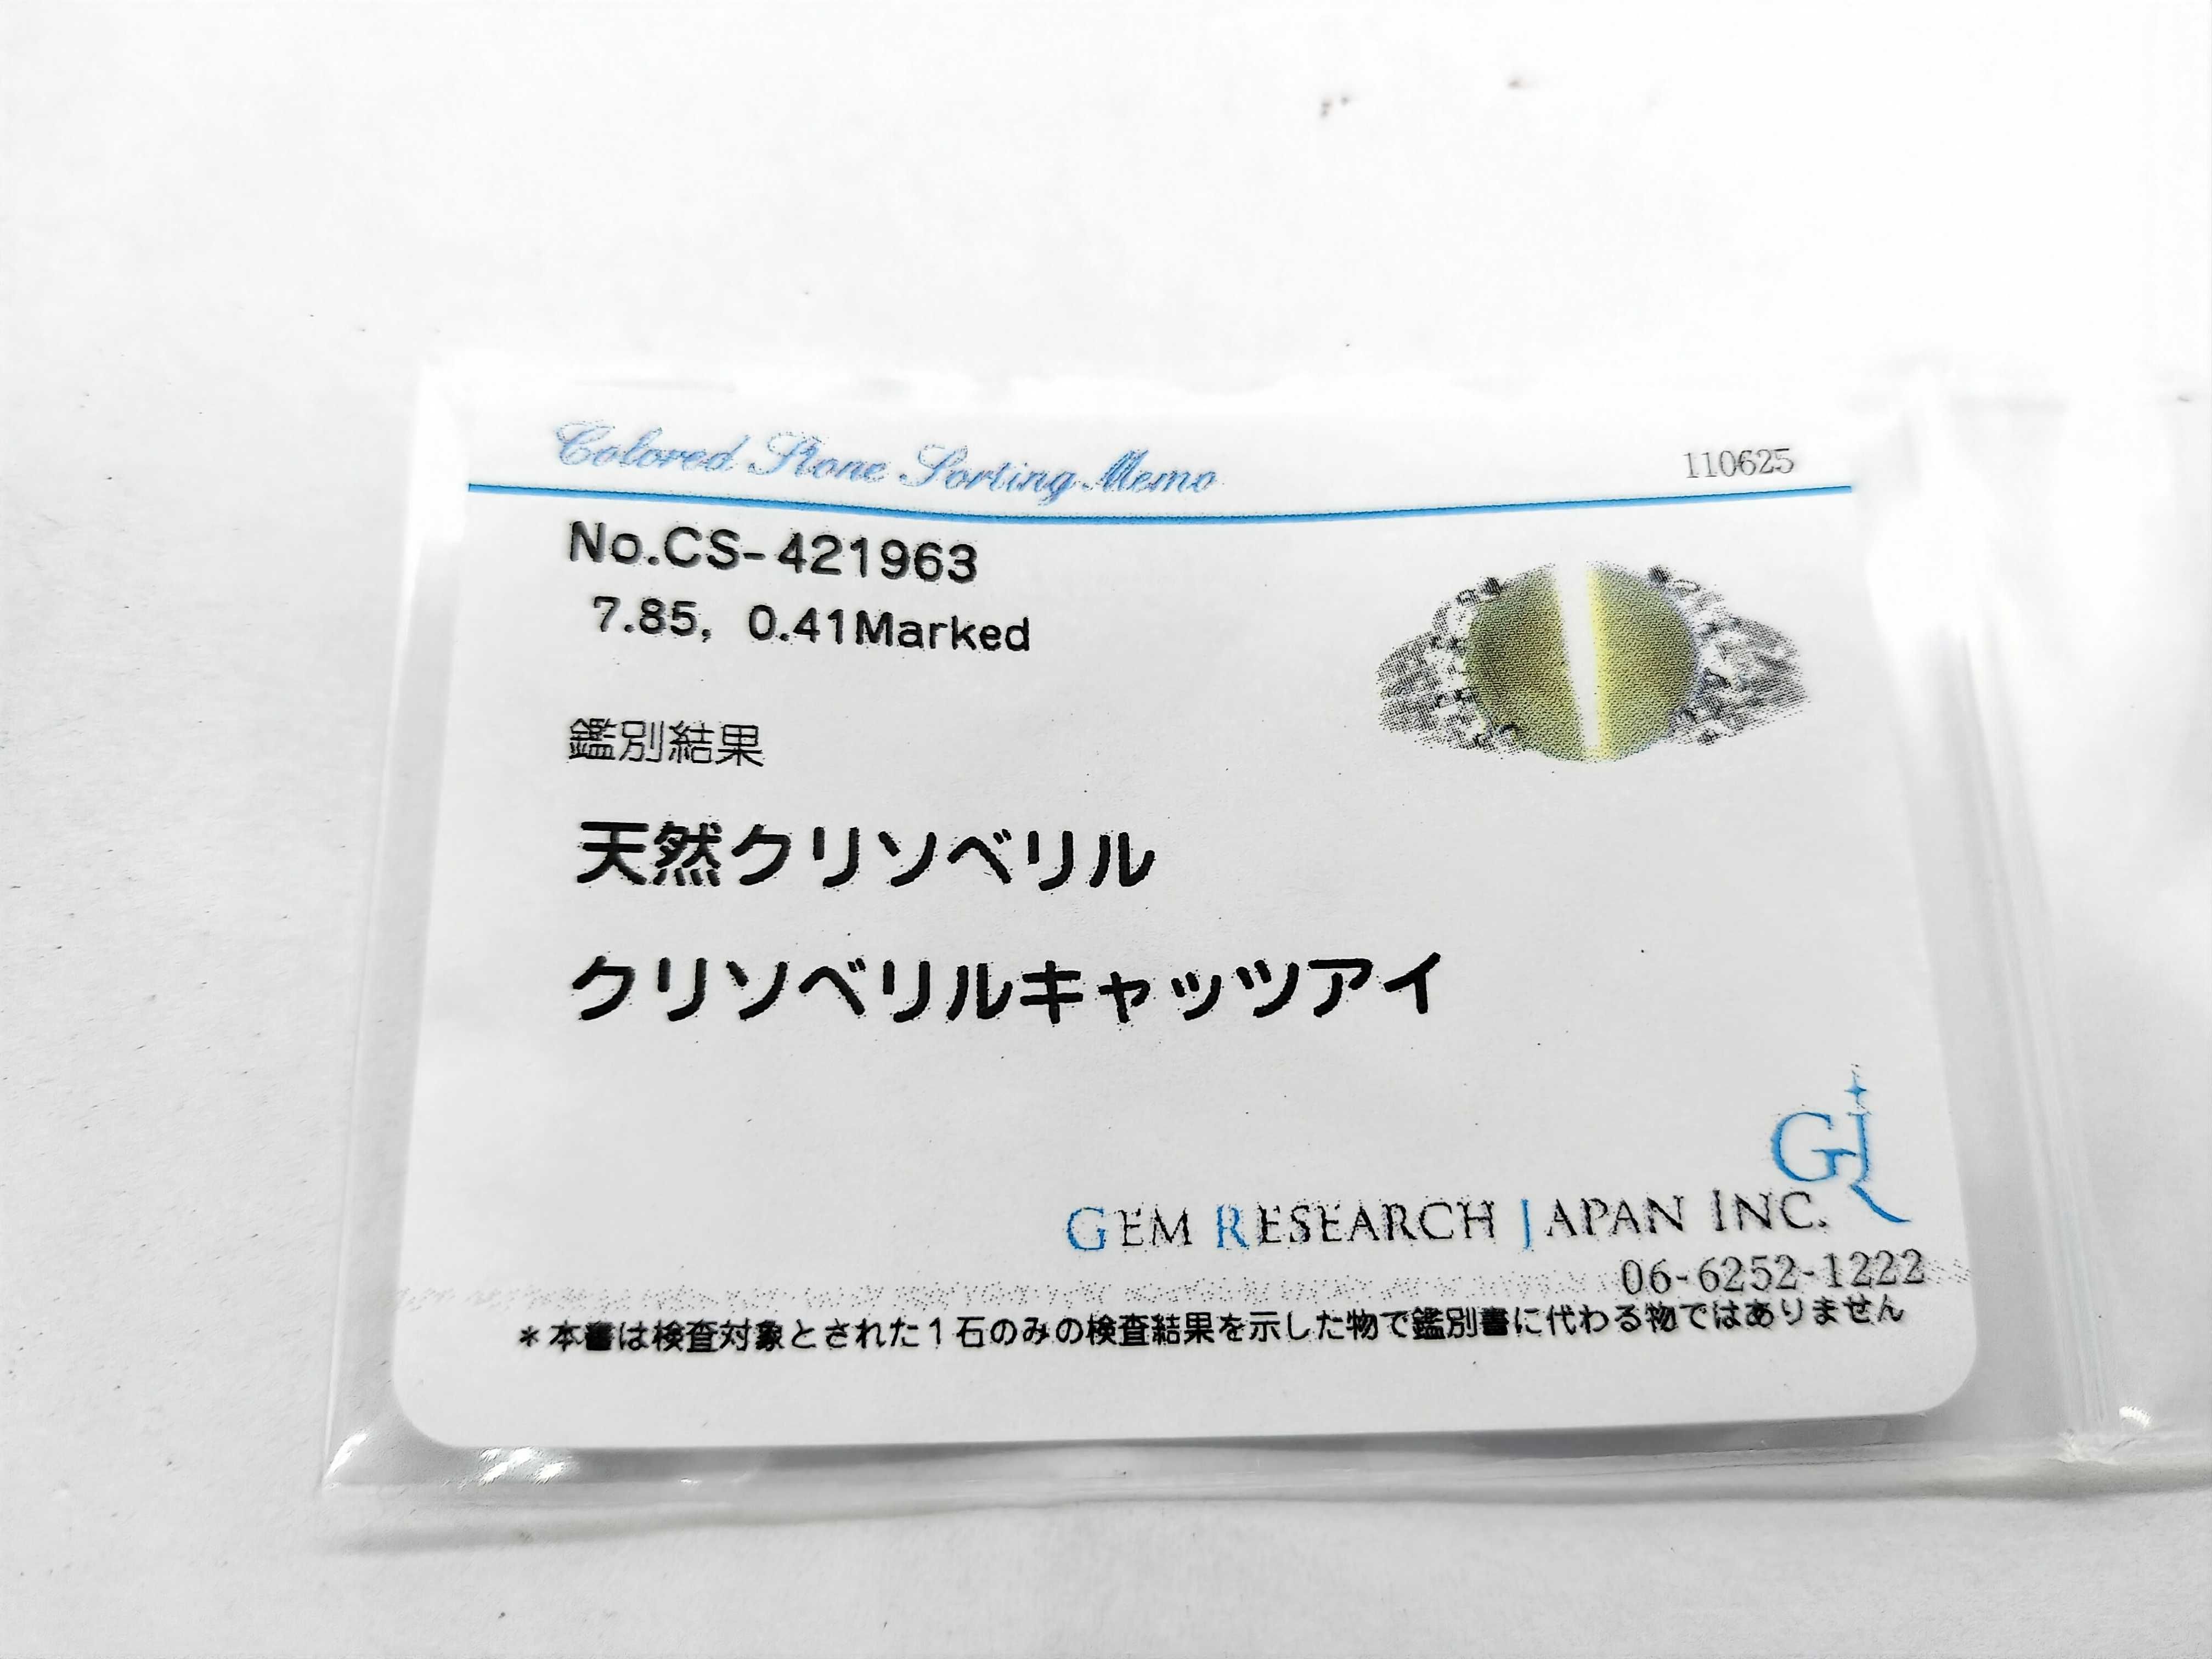 Colored Stone Sorting Memo
110625
No.CS-421963
7.85, 0.41Marked
鑑別結果
天然クリソベリル
クリソベリルキャッツアイ
GEM RESEARCH JAPAN INC.
06-6252-1222
＊本書は検査対象とされた1石のみの検査結果を示した物で鑑別書に代わる物ではありません